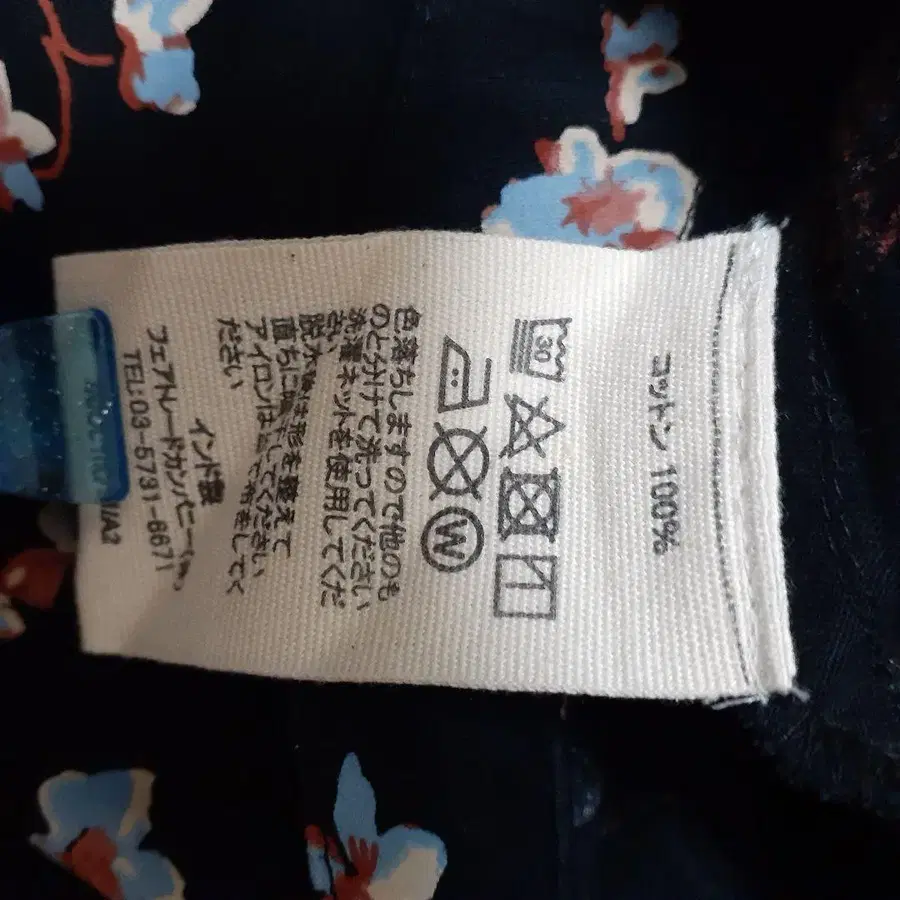 コットン 100%
30
W
色落ちしますので他のも
のと分けて洗ってください
洗濯ネットを使用してくだ
さい
脱水後は形を整えて
直ちに陰干してください
アイロンは当て布をしてく
ださい
インド製
フェアトレードカンパニー(株)
TEL:03-5731-6671